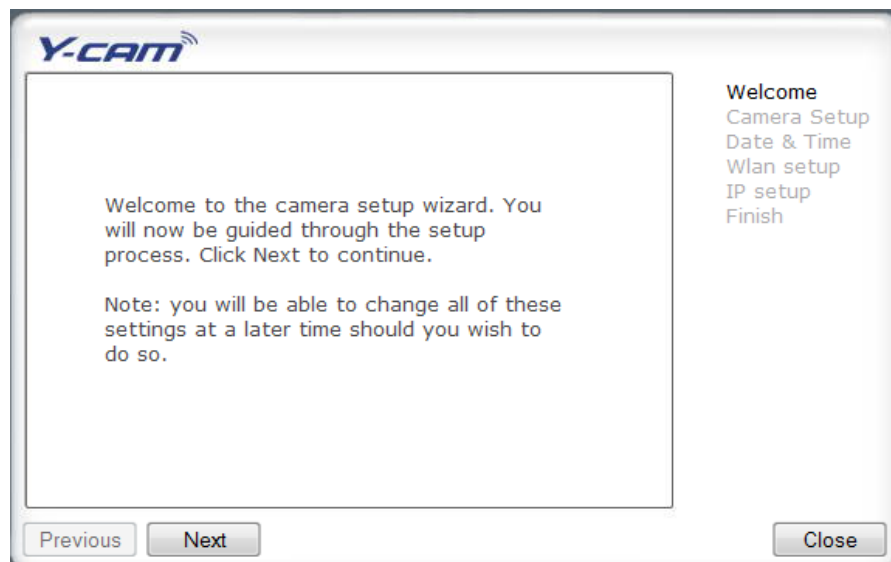 Y-cam
Welcome to the camera setup wizard. You
will now be guided through the setup
process. Click Next to continue.
Note: you will be able to change all of these
settings at a later time should you wish to
do so.
Welcome
Camera Setup
Date & Time
Wlan setup
IP setup
Finish
Previous
Next
Close